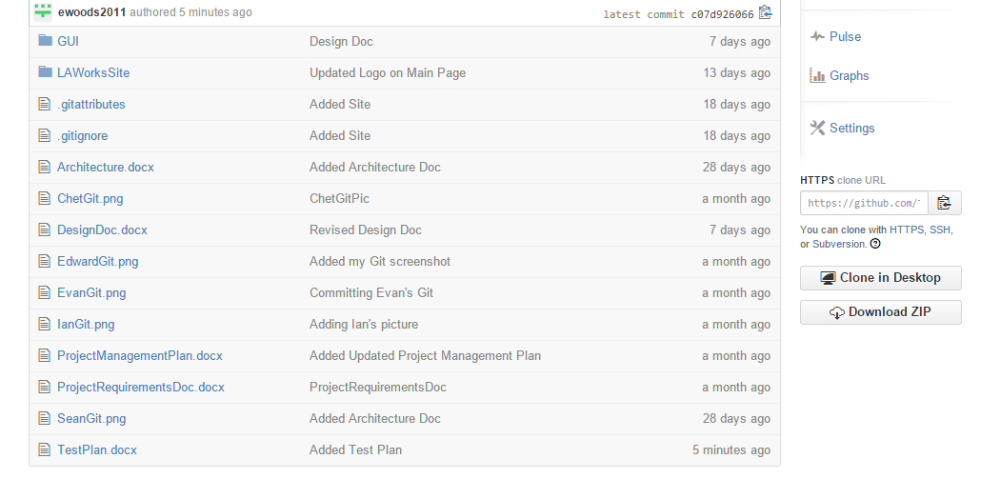 ewoods2011 authored 5 minutes ago latest commit c07d926066
GUI Design Doc 7 days ago
LAWorksSite Updated Logo on Main Page 13 days ago
.gitattributes Added Site 18 days ago
.gitignore Added Site 18 days ago
Architecture.docx Added Architecture Doc 28 days ago
ChetGit.png ChetGitPic a month ago
DesignDoc.docx Revised Design Doc 7 days ago
EdwardGit.png Added my Git screenshot a month ago
EvanGit.png Committing Evan's Git a month ago
IanGit.png Adding Ian's picture a month ago
ProjectManagementPlan.docx Added Updated Project Management Plan a month ago
ProjectRequirementsDoc.docx ProjectRequirementsDoc a month ago
SeanGit.png Added Architecture Doc 28 days ago
TestPlan.docx Added Test Plan 5 minutes ago
Pulse
Graphs
Settings
HTTPS clone URL
https://github.com/
You can clone with HTTPS, SSH,
or Subversion.
Clone in Desktop
Download ZIP